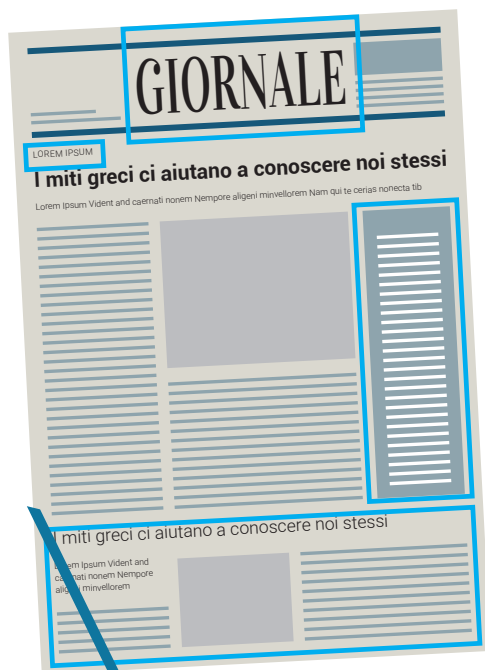 GIORNALE
LOREM IPSUM
I miti greci ci aiutano a conoscere noi stessi
Lorem Ipsum Vident and caernati nonem Nempore aligeni minvellorem Nam qui te cerias nonecta tib
I miti greci ci aiutano a conoscere noi stessi
Lorem Ipsum Vident and
caernati nonem Nempore
aligeni minvellorem